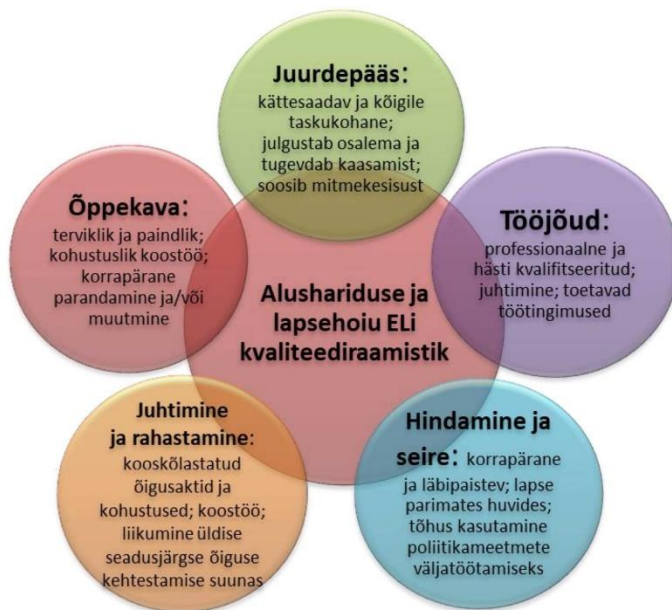 Juurdepääs:
kättesaadav ja kõigile
taskukohane;
julgustab osalema ja
tugevdab kaasamist;
soosib mitmekesisust
Õppekava:
terviklik ja paindlik;
kohustuslik koostöö;
korrapärane
parandamine ja/või
muutmine
Tööjõud:
professionaalne ja
hästi kvalifitseeritud;
juhtimine; toetavad
töötingimused
Alushariduse ja
lapsehoiu ELi
kvaliteediraamistik
Juhtimine
ja rahastamine:
kooskõlastatud
õigusaktid ja
kohustused; koostöö;
liikumine üldise
seadusjärgse õiguse
kehtestamise suunas
Hindamine ja
seire: korrapärane
ja läbipaistev; lapse
parimates huvides;
tõhus kasutamine
poliitikameetmete
väljatöötamiseks